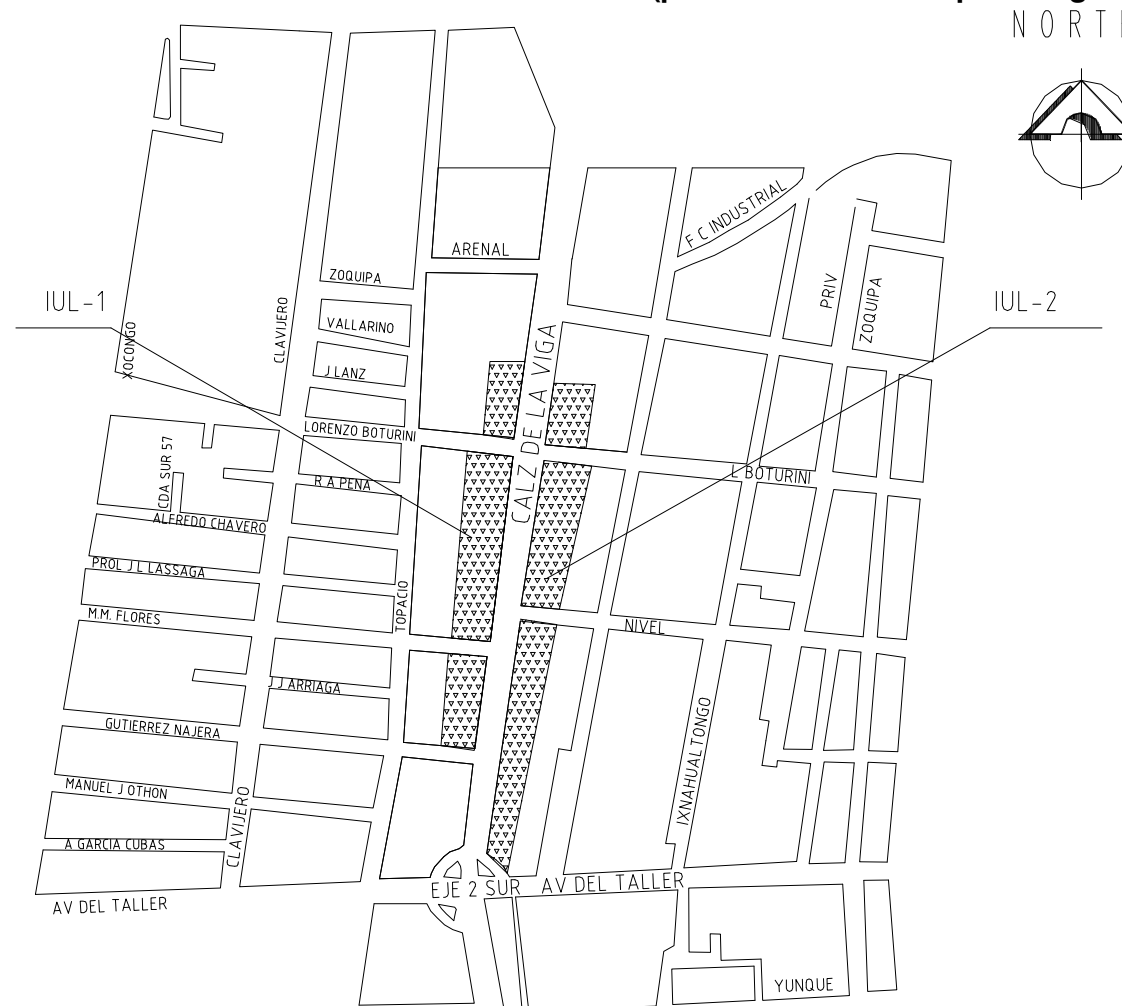 NORT
ARENAL
F C INDUSTRIAL
ZOQUIPA
PRIV
ZOQUIPA
IUL-1
IUL-2
VALLARINO
CLAVIJERO
XOCONGO
CALZ DE LA VIGA
J LANZ
LORENZO BOTURINI
L BOTURINI
CDA SUR 57
R A PENA
ALFREDO CHAVERO
PROL J L LASSAGA
TOPACIO
M.M. FLORES
NIVEL
J J ARRIAGA
IXNAHUALTONGO
GUTIERREZ NAJERA
MANUEL J OTHON
CLAVIJERO
A GARCIA CUBAS
EJE 2 SUR AV DEL TALLER
AV DEL TALLER
YUNQUE